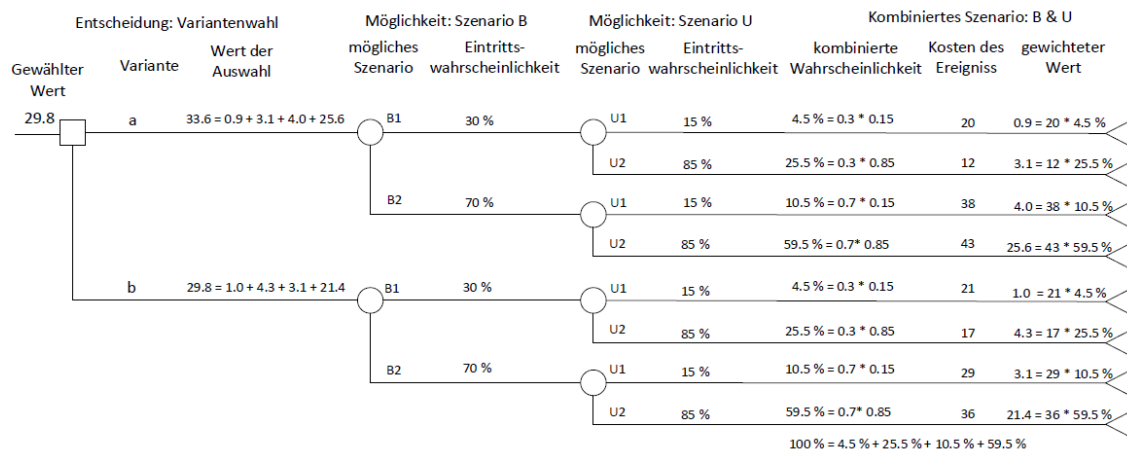 Entscheidung: Variantenwahl
Möglichkeit: Szenario B
Möglichkeit: Szenario U
Kombiniertes Szenario: B & U
Gewählter
Wert
Variante
Wert der
Auswahl
mögliches
Szenario
Eintritts-
wahrscheinlichkeit
mögliches
Szenario
Eintritts-
wahrscheinlichkeit
kombinierte
Wahrscheinlichkeit
Kosten des
Ereigniss
gewichteter
Wert
29.8
a
33.6 = 0.9 + 3.1 + 4.0 + 25.6
B1
30 %
U1
15 %
4.5 % = 0.3 * 0.15
20
0.9 = 20 * 4.5 %
U2
85 %
25.5 % = 0.3 * 0.85
12
3.1 = 12 * 25.5 %
B2
70 %
U1
15 %
10.5 % = 0.7 * 0.15
38
4.0 = 38 * 10.5 %
U2
85 %
59.5 % = 0.7* 0.85
43
25.6 = 43 * 59.5 %
b
29.8 = 1.0 + 4.3 + 3.1 + 21.4
B1
30 %
U1
15 %
4.5 % = 0.3 * 0.15
21
1.0 = 21 * 4.5 %
U2
85 %
25.5 % = 0.3 * 0.85
17
4.3 = 17 * 25.5 %
B2
70 %
U1
15 %
10.5 % = 0.7 * 0.15
29
3.1 = 29 * 10.5 %
U2
85 %
59.5 % = 0.7* 0.85
36
21.4 = 36 * 59.5 %
100 % = 4.5 % + 25.5 % + 10.5 % + 59.5 %